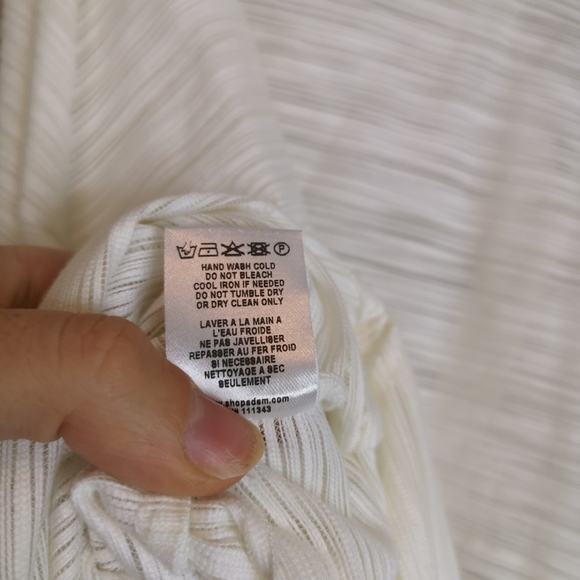 P
HAND WASH COLD
DO NOT BLEACH
COOL IRON IF NEEDED
DO NOT TUMBLE DRY
OR DRY CLEAN ONLY
LAVER A LA MAIN A
L'EAU FROIDE
NE PAS JAVELLISER
REPASSER AU FER FROID
SI NECESSAIRE
NETTOYAGE A SEC
SEULEMENT
.shopadem.com
111343